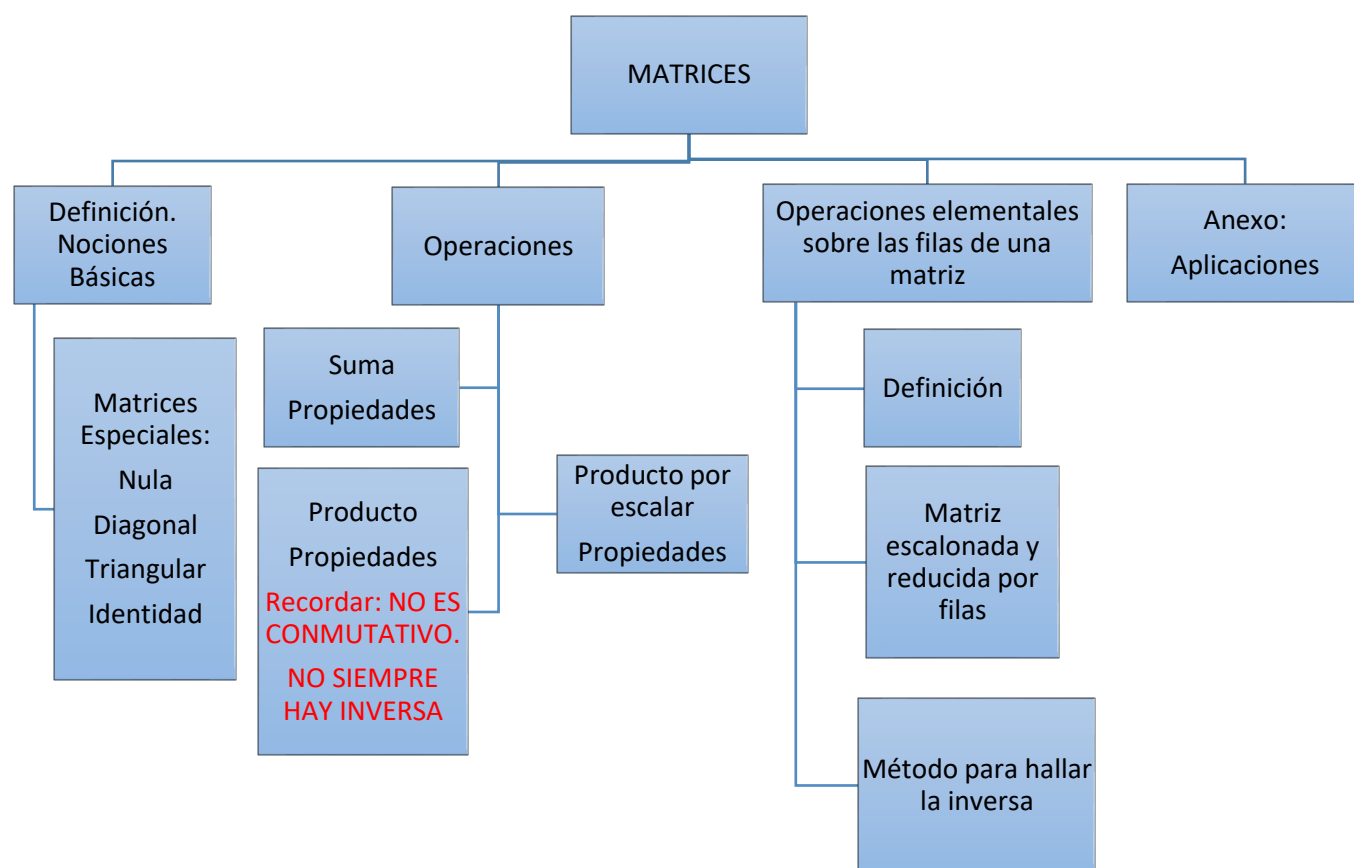 MATRICES
Definición.
Nociones
Básicas
Operaciones
Operaciones elementales
sobre las filas de una
matriz
Anexo:
Aplicaciones
Matrices
Especiales:
Nula
Diagonal
Triangular
Identidad
Suma
Propiedades
Producto
Propiedades
Recordar: NO ES
CONMUTATIVO.
NO SIEMPRE
HAY INVERSA
Producto por
escalar
Propiedades
Definición
Matriz
escalonada y
reducida por
filas
Método para hallar
la inversa